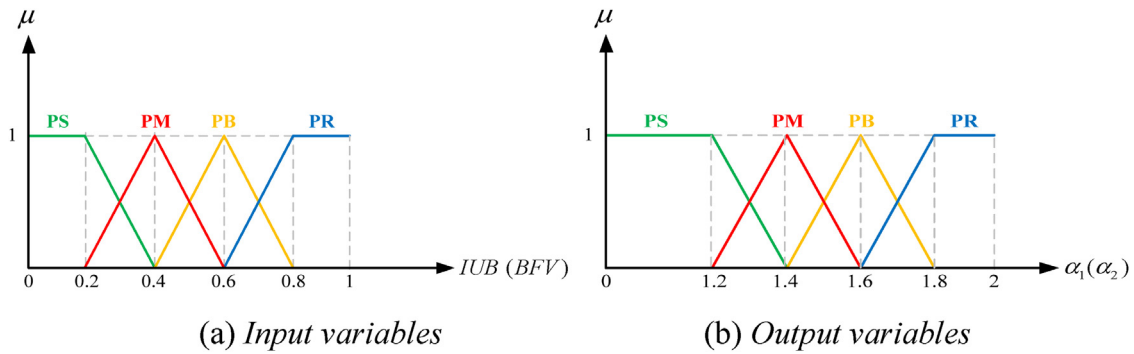 μ
PS PM PB PR
1
0 0.2 0.4 0.6 0.8 1
IUB (BFV)
(a) Input variables
μ
PS PM PB PR
1
0 1.2 1.4 1.6 1.8 2
α₁(α₂)
(b) Output variables